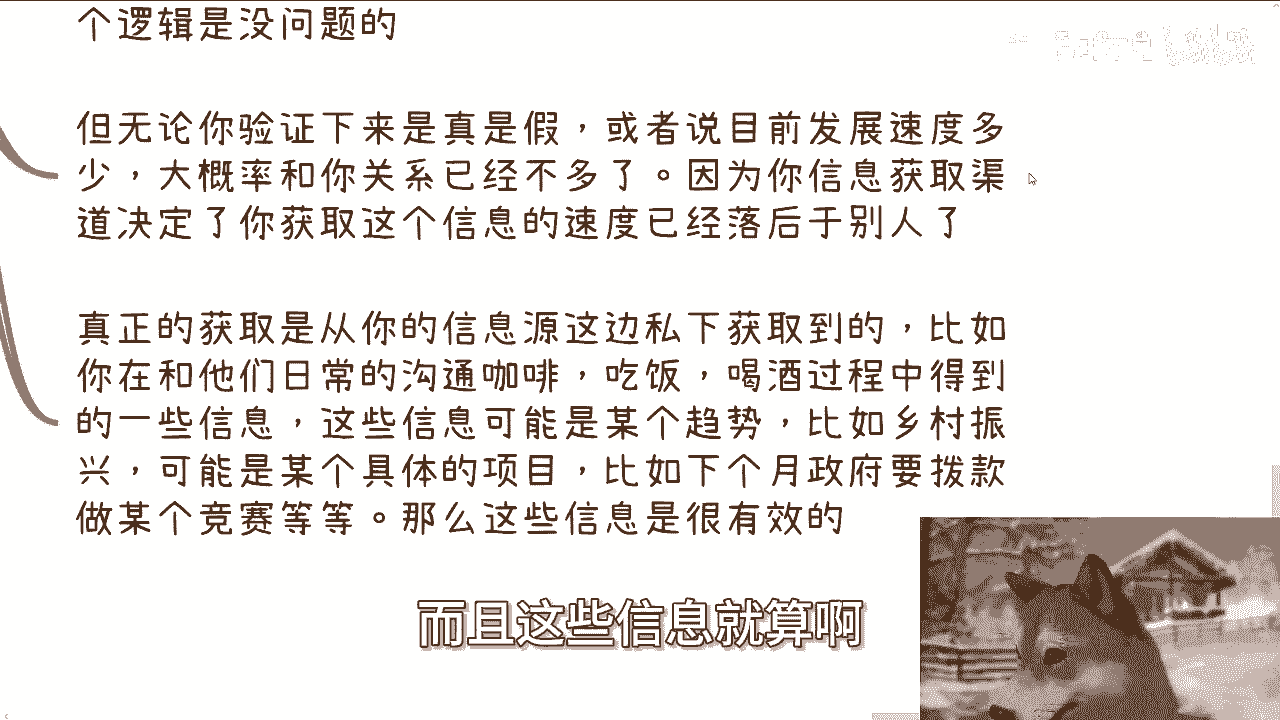 个逻辑是没问题的
但无论你验证下来是真是假，或者说目前发展速度多
少，大概率和你关系已经不多了。因为你信息获取渠
道决定了你获取这个信息的速度已经落后于别人了
真正的获取是从你的信息源这边私下获取到的，比如
你在和他们日常的沟通咖啡，吃饭，喝酒过程中得到
的一些信息，这些信息可能是某个趋势，比如乡村振
兴，可能是某个具体的项目，比如下个月政府要拨款
做某个竞赛等等。那么这些信息是很有效的
而且这些信息就算啊